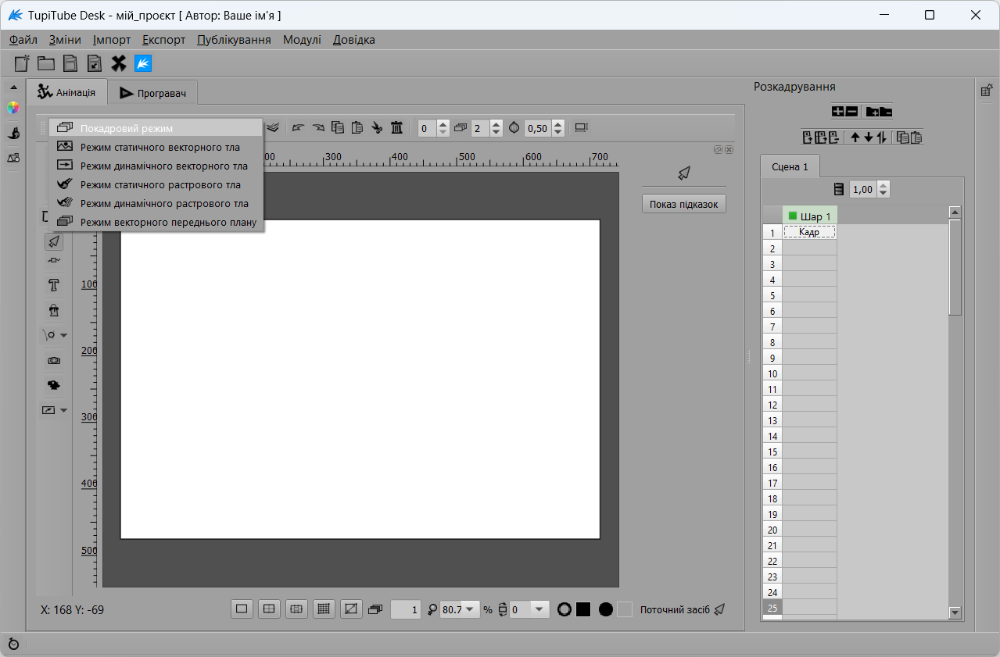 TupiTube Desk - мій_проєкт [ Автор: Ваше ім'я ]
Файл Зміни Імпорт Експорт Публікування Модулі Довідка
Анімація Програвач
Розкадрування
Покадровий режим
Режим статичного векторного тла
Режим динамічного векторного тла
Режим статичного растрового тла
Режим динамічного растрового тла
Режим векторного переднього плану
0 2 0,50
200 300 400 500 600 700
Показ підказок
Сцена 1
1,00
Шар 1
1 Кадр
2
3
4
5
6
7
8
9
10
11
12
13
14
15
16
17
18
19
20
21
22
23
24
25
100
200
300
400
500
X: 168 Y: -69
1 80.7 % 0 Поточний засіб